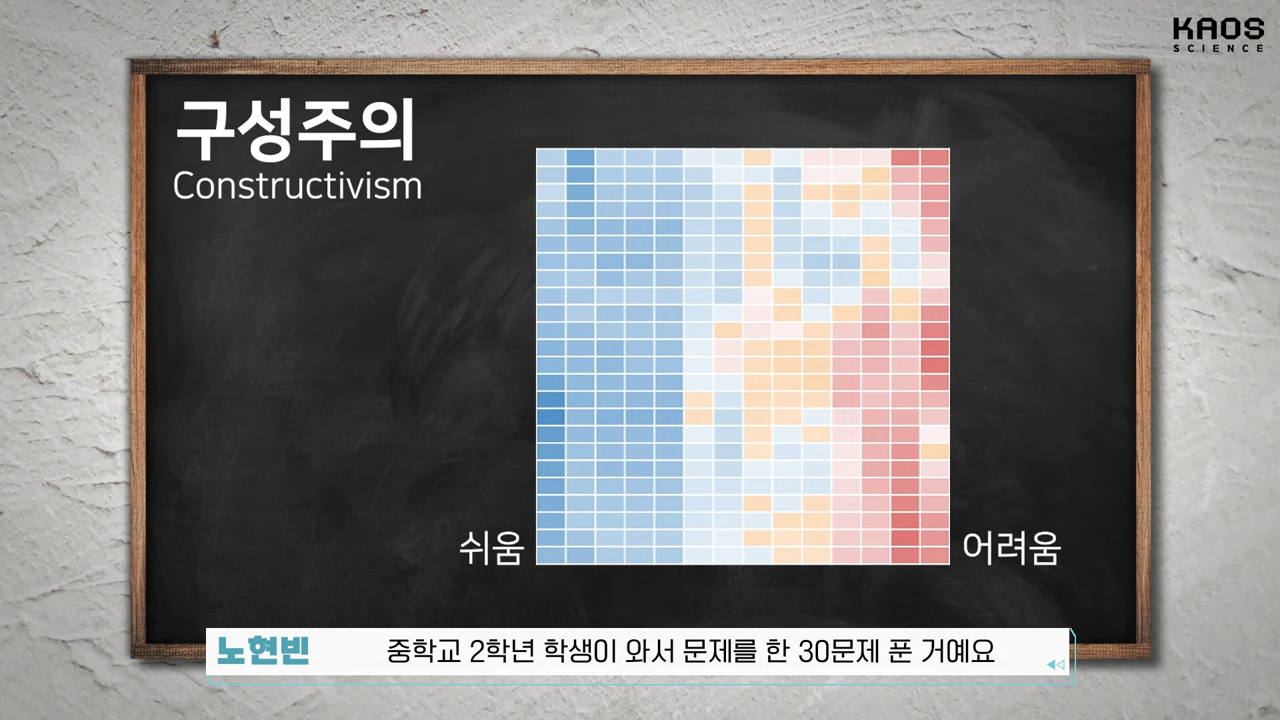 KAOS
SCIENCE
구성주의
Constructivism
쉬움
어려움
노현빈
중학교 2학년 학생이 와서 문제를 한 30문제 푼 거예요